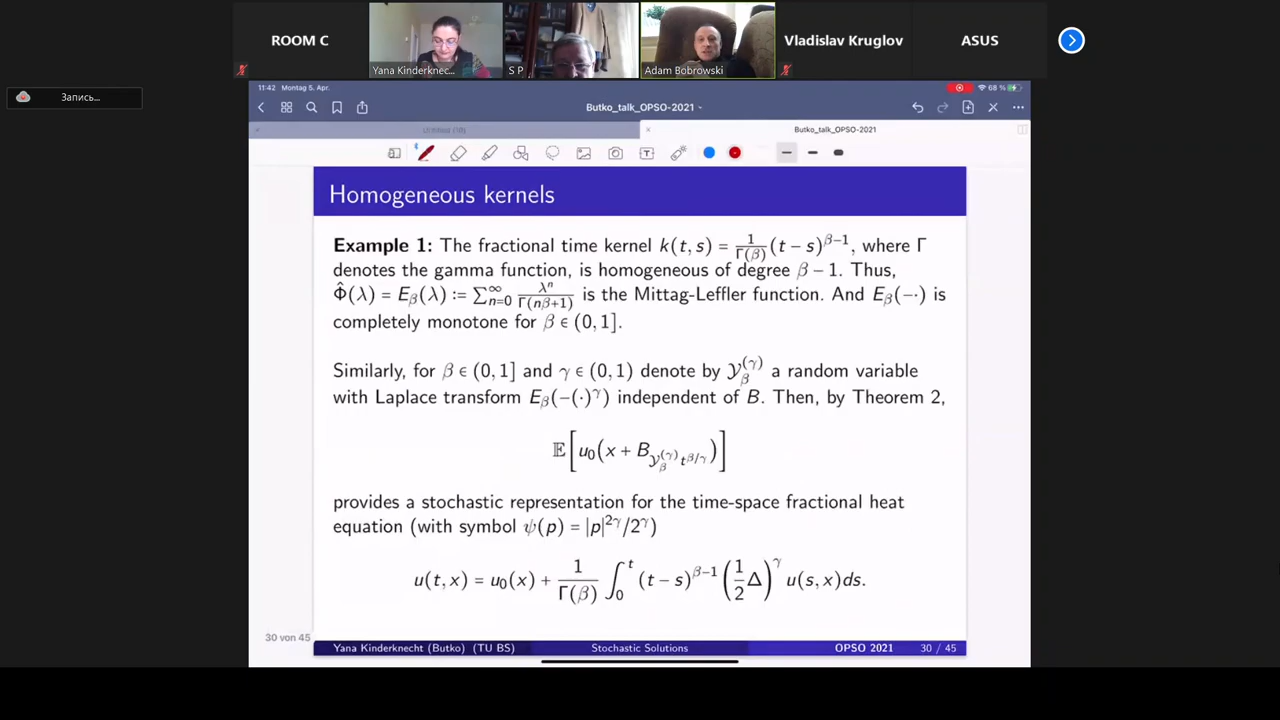 ROOM C
Yana Kinderknec...
S P
Adam Bobrowski
Vladislav Kruglov
ASUS
Запись...
11:42 Montag 5. Apr.
68 %
Butko_talk_OPSO-2021
Butko_talk_OPSO-2021
Homogeneous kernels
Example 1: The fractional time kernel k(t, s) = 1/Γ(β) (t − s)^{β−1}, where Γ
denotes the gamma function, is homogeneous of degree β − 1. Thus,
Φ̂(λ) = E_β(λ) := ∑_{n=0}^{∞} λ^n/Γ(nβ+1) is the Mittag-Leffler function. And E_β(−·) is
completely monotone for β ∈ (0, 1].
Similarly, for β ∈ (0, 1] and γ ∈ (0, 1) denote by 𝒴_β^{(γ)} a random variable
with Laplace transform E_β(−(·)^γ) independent of B. Then, by Theorem 2,
𝔼[u_0(x + B_{𝒴_β^{(γ)} t^{β/γ}})]
provides a stochastic representation for the time-space fractional heat
equation (with symbol ψ(p) = |p|^{2γ}/2^γ)
u(t, x) = u_0(x) + 1/Γ(β) ∫_0^t (t − s)^{β−1} (1/2 Δ)^γ u(s, x)ds.
30 von 45
Yana Kinderknecht (Butko) (TU BS) Stochastic Solutions OPSO 2021 30 / 45